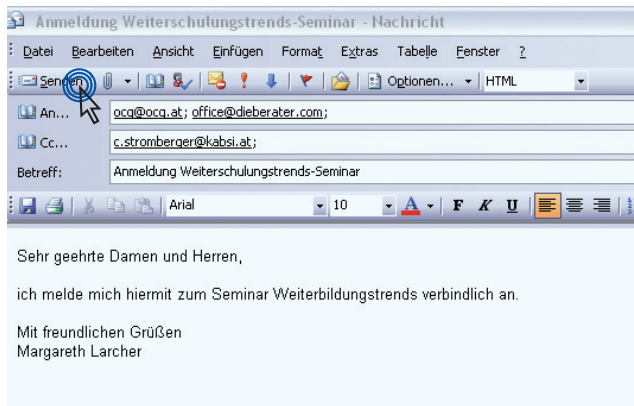 Anmeldung Weiterschulungstrends-Seminar - Nachricht
Datei Bearbeiten Ansicht Einfügen Format Extras Tabelle Fenster ?
Senden Optionen... HTML
An... ocg@ocg.at; office@dieberater.com;
Cc... c.stromberger@kabsi.at;
Betreff: Anmeldung Weiterschulungstrends-Seminar
Arial 10 A F K U
Sehr geehrte Damen und Herren,
ich melde mich hiermit zum Seminar Weiterbildungstrends verbindlich an.
Mit freundlichen Grüßen
Margareth Larcher